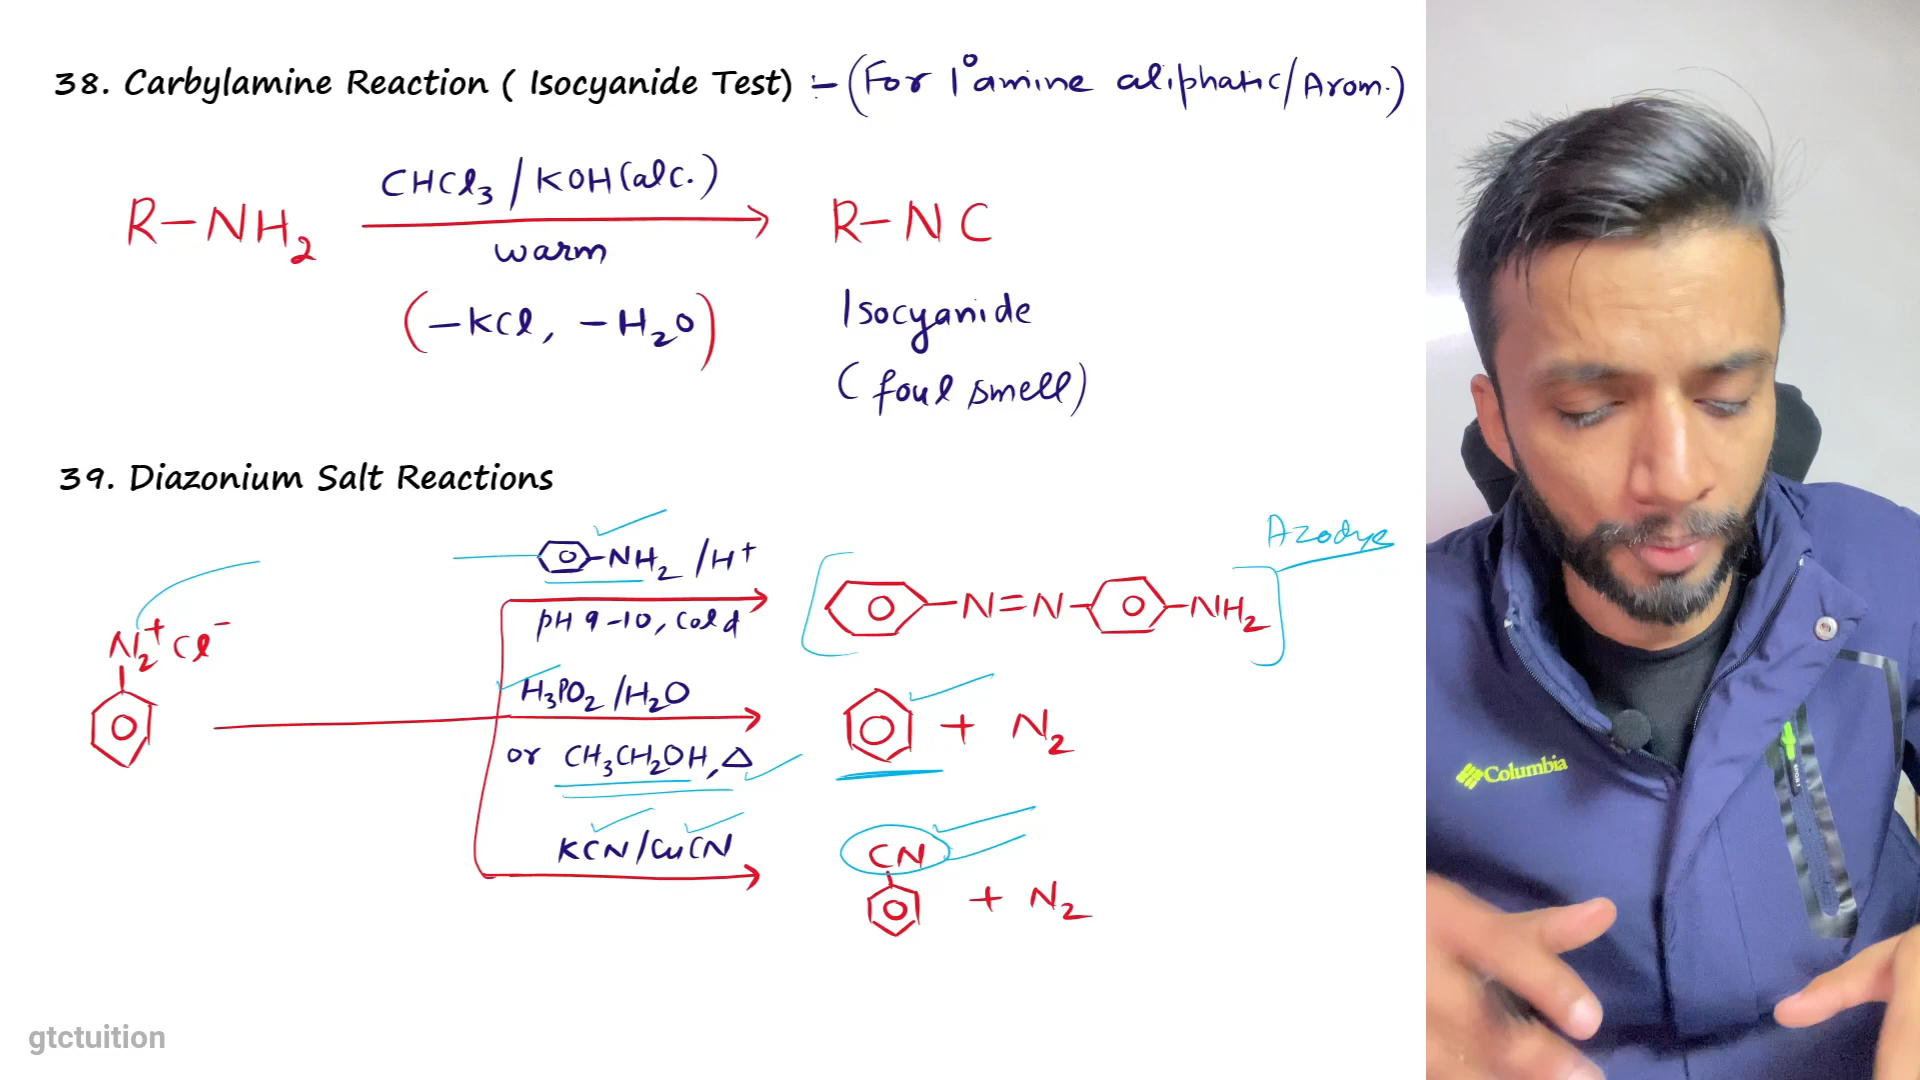 38. Carbylamine Reaction ( Isocyanide Test) :- (For 1° amine aliphatic/Arom.)
CHCl3 / KOH(alc.)
R-NH2
R-NC
warm
(-KCl, -H2O)
Isocyanide
(foul smell)
39. Diazonium Salt Reactions
Azodye
-NH2 /H+
N2+ Cl-
-N=N- -NH2
pH 9-10, Cold
H3PO2 /H2O
+ N2
or CH3CH2OH, Δ
KCN/CuCN
CN
+ N2
Columbia
gtctuition